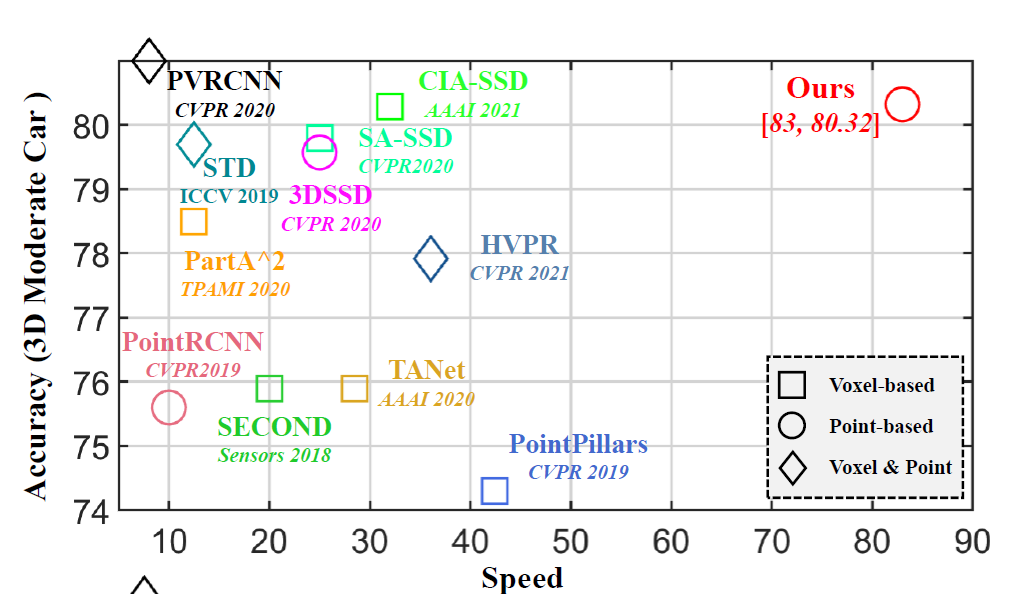 PVRCNN
CVPR 2020
CIA-SSD
AAAI 2021
Ours
[83, 80.32]
SA-SSD
CVPR2020
STD
ICCV 2019
3DSSD
CVPR 2020
PartA^2
TPAMI 2020
HVPR
CVPR 2021
PointRCNN
CVPR2019
TANet
AAAI 2020
SECOND
Sensors 2018
PointPillars
CVPR 2019
Voxel-based
Point-based
Voxel & Point
Accuracy (3D Moderate Car )
80
79
78
77
76
75
74
10 20 30 40 50 60 70 80 90
Speed